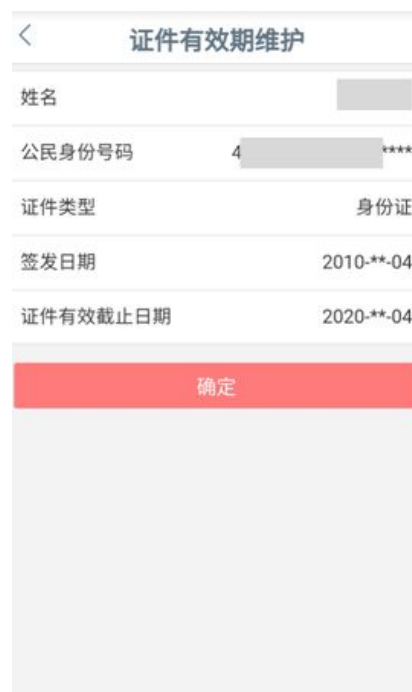 证件有效期维护
姓名
公民身份号码 4 ****
证件类型 身份证
签发日期 2010-**-04
证件有效截止日期 2020-**-04
确定